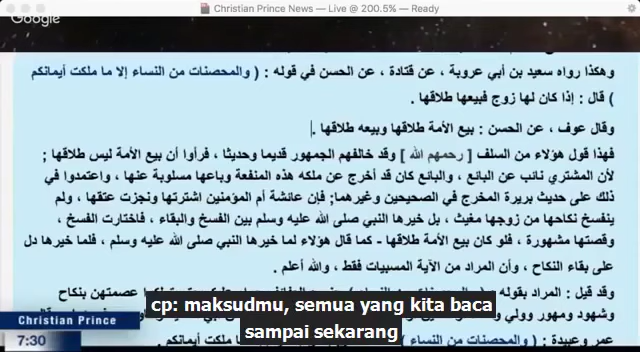 Christian Prince News — Live @ 200.5% — Ready
Google
وهكذا رواه سعيد بن أبي عروبة ، عن قتادة ، عن الحسن في قوله : ( والمحصنات من النساء إلا ما ملكت أيمانكم
) قال : إذا كان لها زوج فبيعها طلاقها .
وقال عوف ، عن الحسن : بيع الأمة طلاقها وبيعه طلاقها .
فهذا قول هؤلاء من السلف [ رحمهم الله ] وقد خالفهم الجمهور قديما وحديثا ، فرأوا أن بيع الأمة ليس طلاقها ;
لأن المشتري نائب عن البائع ، والبائع كان قد أخرج عن ملكه هذه المنفعة وباعها مسلوبة عنها ، واعتمدوا في
ذلك على حديث بريرة المخرج في الصحيحين وغيرهما; فإن عائشة أم المؤمنين اشترتها ونجزت عتقها ، ولم
ينفسخ نكاحها من زوجها مغيث ، بل خيرها النبي صلى الله عليه وسلم بين الفسخ والبقاء ، فاختارت الفسخ ،
وقصتها مشهورة ، فلو كان بيع الأمة طلاقها - كما قال هؤلاء لما خيرها النبي صلى الله عليه وسلم ، فلما خيرها دل
على بقاء النكاح ، وأن المراد من الآية المسبيات فقط ، والله أعلم .
وقد قيل : المراد بقوله عصمتهن بنكاح
وشهود ومهور وولي
عمر وعبيدة : ( والمحصنات من النساء ملكت أيمانكم
cp: maksudmu, semua yang kita baca
sampai sekarang
Christian Prince
7:30